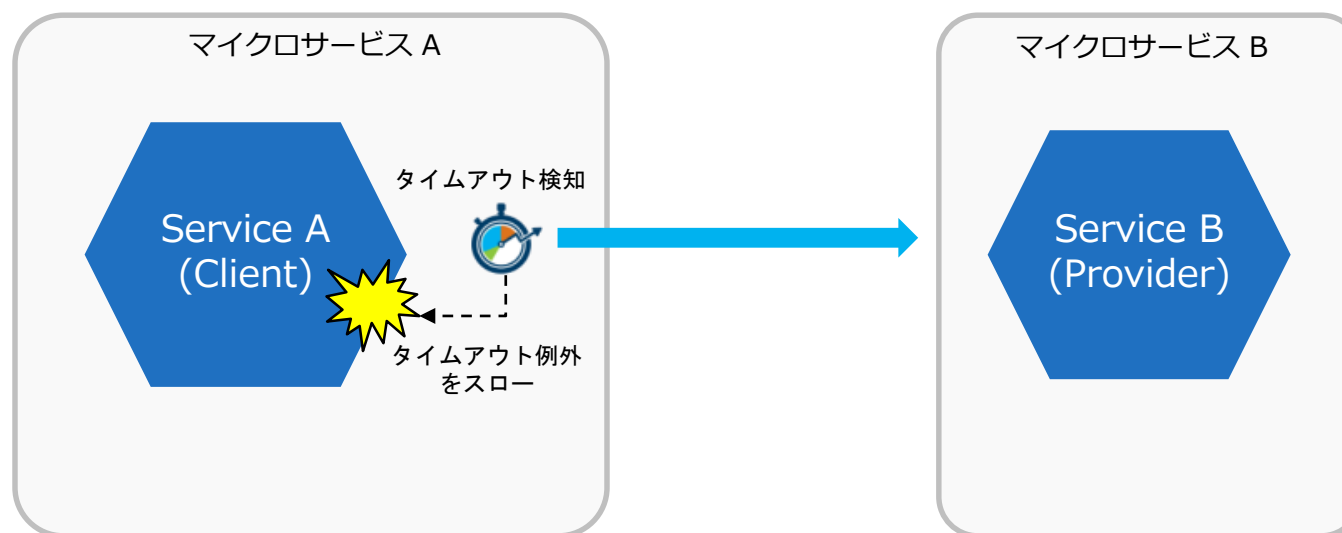 マイクロサービス A
マイクロサービス B
タイムアウト検知
Service A
(Client)
タイムアウト例外
をスロー
Service B
(Provider)